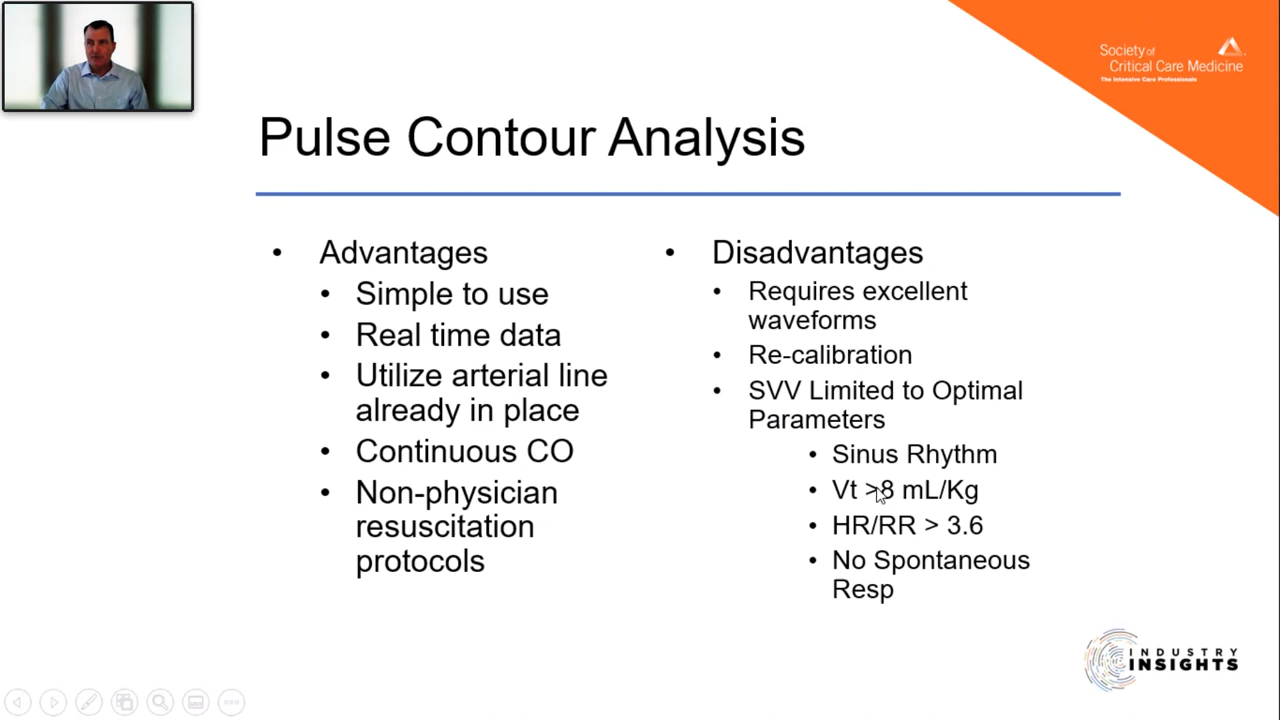 Society of
Critical Care Medicine
The Intensive Care Professionals
Pulse Contour Analysis
• Advantages
• Simple to use
• Real time data
• Utilize arterial line
already in place
• Continuous CO
• Non-physician
resuscitation
protocols
• Disadvantages
• Requires excellent
waveforms
• Re-calibration
• SVV Limited to Optimal
Parameters
• Sinus Rhythm
• Vt >8 mL/Kg
• HR/RR > 3.6
• No Spontaneous
Resp
INDUSTRY
INSIGHTS